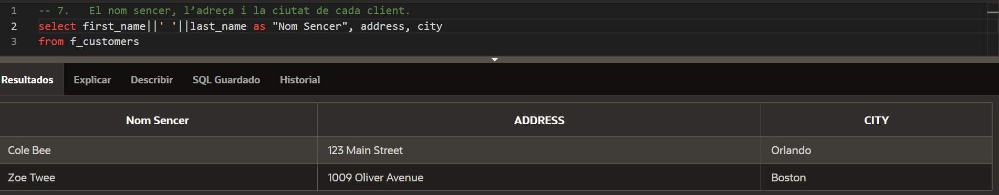 1 -- 7.   El nom sencer, l’adreça i la ciutat de cada client.
2 select first_name||' '||last_name as "Nom Sencer", address, city
3 from f_customers
Resultados Explicar Describir SQL Guardado Historial
Nom Sencer ADDRESS CITY
Cole Bee 123 Main Street Orlando
Zoe Twee 1009 Oliver Avenue Boston